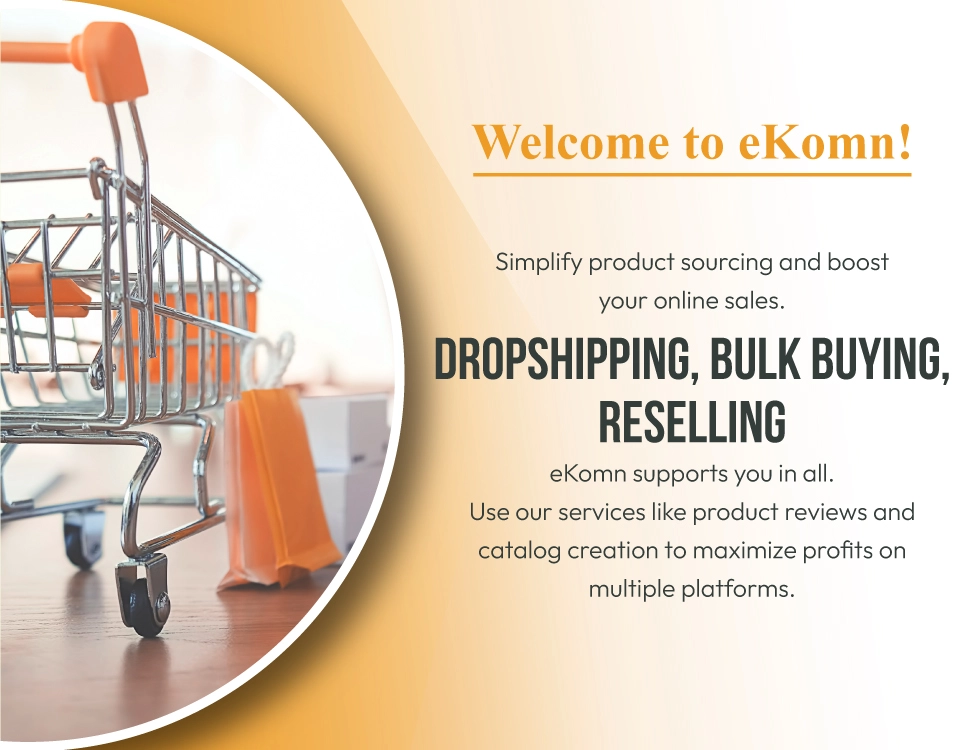 Welcome to eKomn!
Simplify product sourcing and boost
your online sales.
DROPSHIPPING, BULK BUYING,
RESELLING
eKomn supports you in all.
Use our services like product reviews and
catalog creation to maximize profits on
multiple platforms.